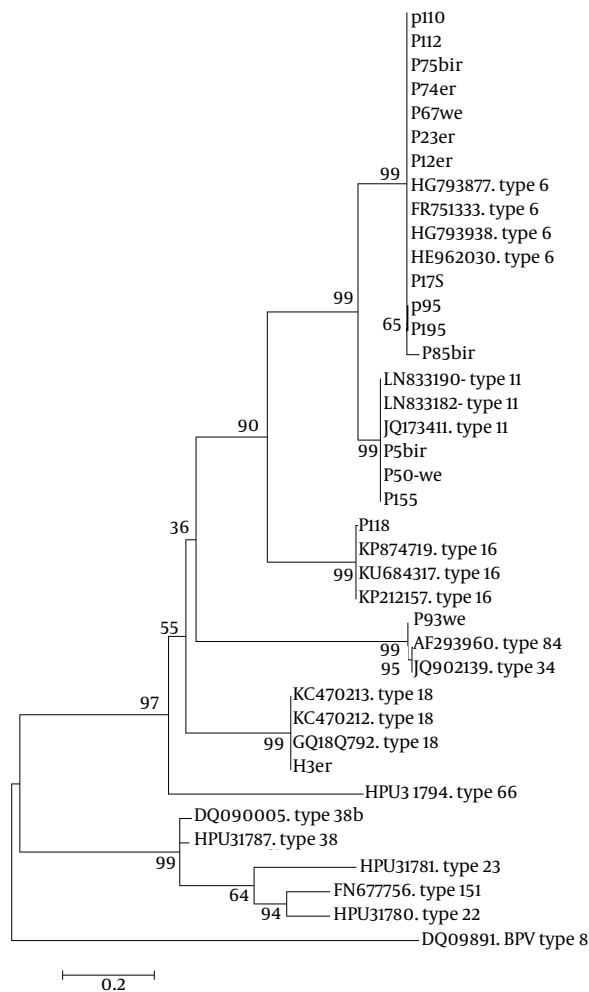 p110
P112
P75bir
P74er
P67we
P23er
P12er
99
HG793877. type 6
FR751333. type 6
HG793938. type 6
HE962030. type 6
P17S
99
p95
65
P195
P85bir
LN833190- type 11
LN833182- type 11
JQ173411. type 11
90
99
P5bir
P50-we
P155
P118
36
KP874719. type 16
99
KU684317. type 16
KP212157. type 16
P93we
55
99
AF293960. type 84
95
JQ902139. type 34
KC470213. type 18
97
KC470212. type 18
99
GQ18Q792. type 18
H3er
HPU31794. type 66
DQ090005. type 38b
HPU31787. type 38
99
HPU31781. type 23
64
FN677756. type 151
94
HPU31780. type 22
DQ09891. BPV type 8
0.2